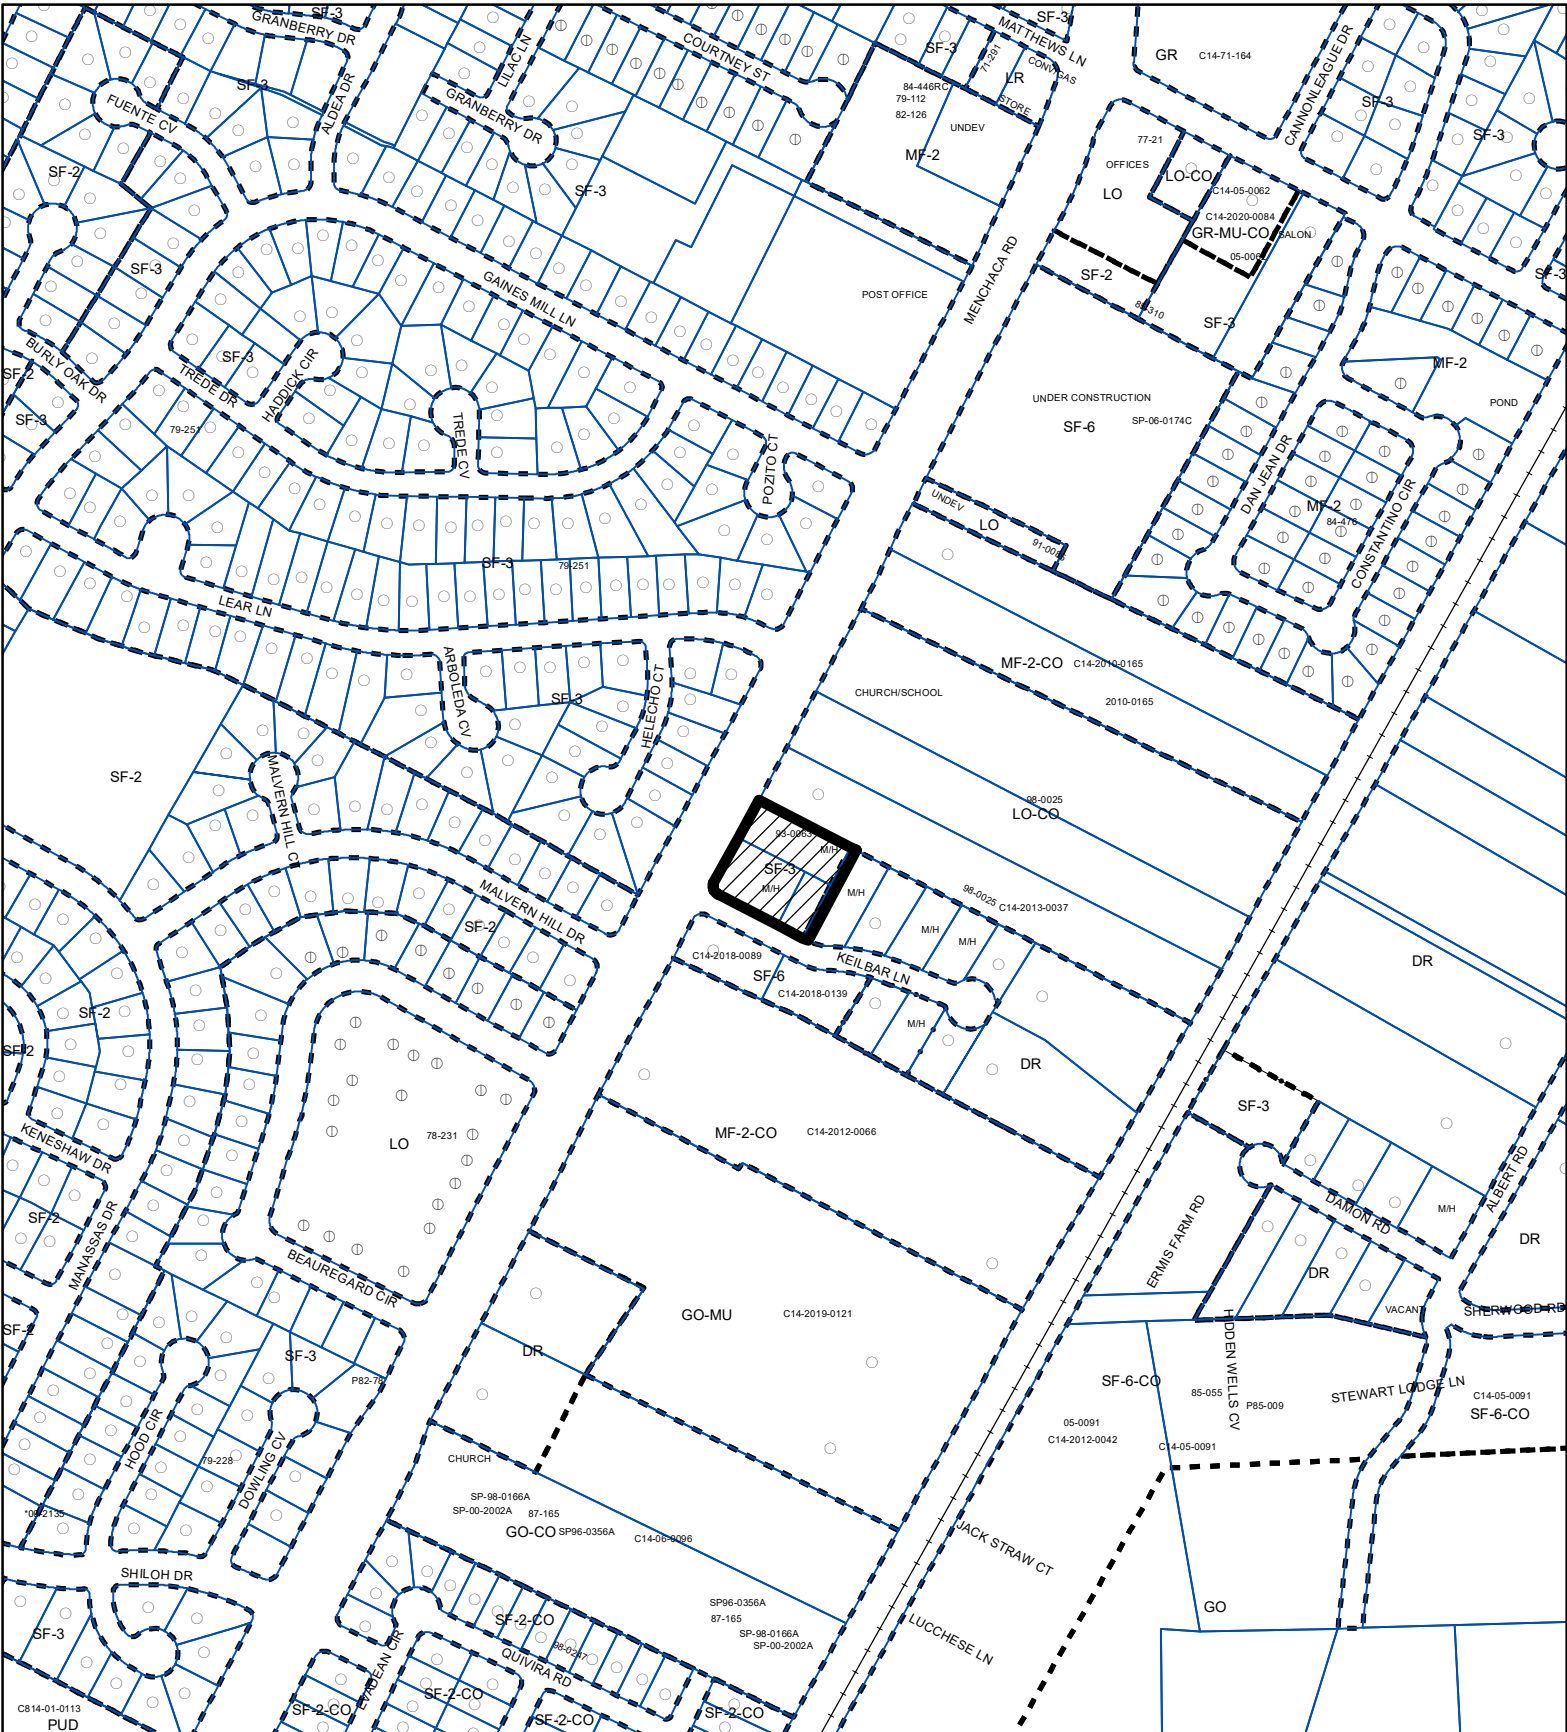 SF-3
GRANBERRY DR
LILAC LN
COURTNEY ST
SF-3
MATTHEWS LN
SF-3
71-291
LR
CONV/GAS
STORE
GR
C14-71-164
CANNONLEAGUE DR
SF-3
SF-3
SF-3
ALDEA DR
FUENTE CV
GRANBERRY DR
84-446RC
79-112
82-126
UNDEV
MF-2
77-21
OFFICES
LO
LO-CO
C14-05-0062
C14-2020-0084
GR-MU-CO
SALON
SF-2
SF-3
SF-3
GAINES MILL LN
POST OFFICE
MENCHACA RD
SF-2
SF-3
SF-3
BURLY OAK DR
SF-2
SF-3
TREDE DR
SF-3
HADDICK CIR
TREDE CV
79-251
POZITO CT
UNDER CONSTRUCTION
SF-6
SP-06-0174C
MF-2
POND
DAN JEAN DR
MF-2
84-476
CONSTANTINO CIR
UNDEV
LO
SF-3
79-251
LEAR LN
ARBOLEDA CV
SF-3
HELECHO CT
MF-2-CO
C14-2010-0165
2010-0165
CHURCH/SCHOOL
SF-2
MALVERN HILL CT
98-0025
LO-CO
93-0063
M/H
SF-3
M/H
M/H
98-0025
C14-2013-0037
M/H
M/H
MALVERN HILL DR
SF-2
C14-2018-0089
SF-6
C14-2018-0139
KEILBAR LN
M/H
DR
DR
SF-2
SF-2
SF-3
MF-2-CO
C14-2012-0066
LO
78-231
KENESHAW DR
SF-2
MANASSAS DR
DAMON RD
M/H
ALBERT RD
DR
ERMIS FARM RD
DR
VACANT
SHERWOOD RD
BEAUREGARD CIR
GO-MU
C14-2019-0121
SF-2
SF-3
P82-78
DR
HIDDEN WELLS CV
SF-6-CO
85-055
P85-009
STEWART LODGE LN
C14-05-0091
SF-6-CO
05-0091
C14-2012-0042
C14-05-0091
HOOD CIR
79-228
DOWLING CV
CHURCH
SP-98-0166A
SP-00-2002A
87-165
GO-CO
SP96-0356A
C14-06-0096
JACK STRAW CT
SHILOH DR
SF-3
SP96-0356A
87-165
SP-98-0166A
SP-00-2002A
GO
LUCCHESE LN
SF-2-CO
98-0247
QUIVIRA RD
EVADEAN CIR
SF-2-CO
SF-2-CO
SF-2-CO
SF-2-CO
C814-01-0113
PUD